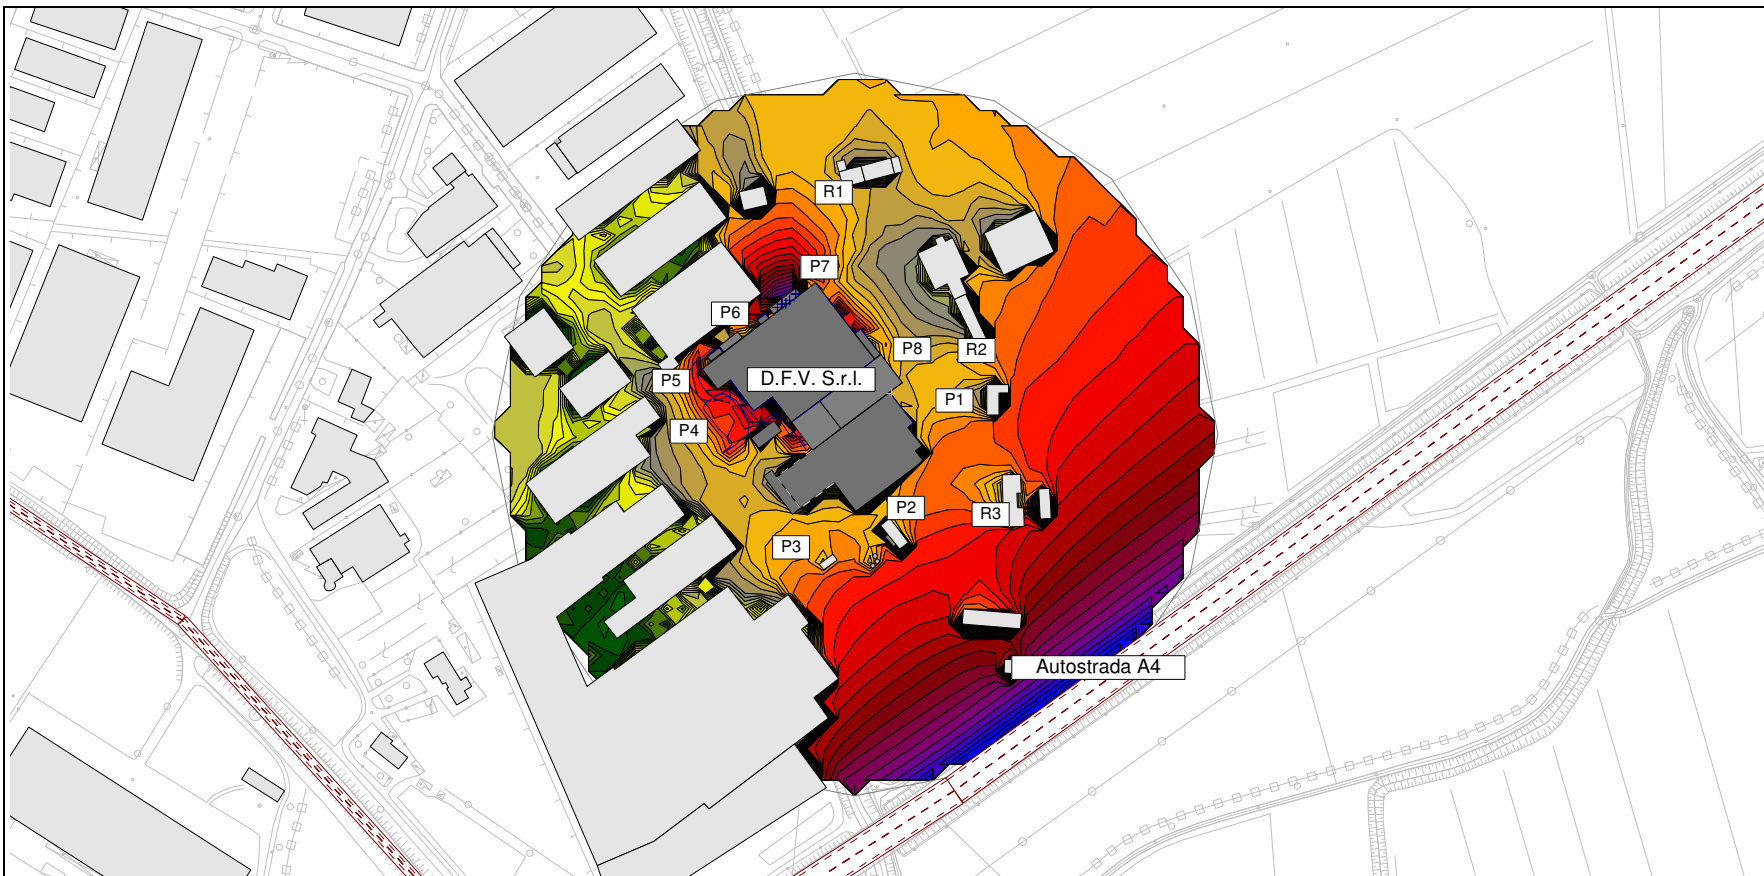 R1
P7
P6
P8
R2
P5
D.F.V. S.r.l.
P1
P4
P2
R3
P3
Autostrada A4